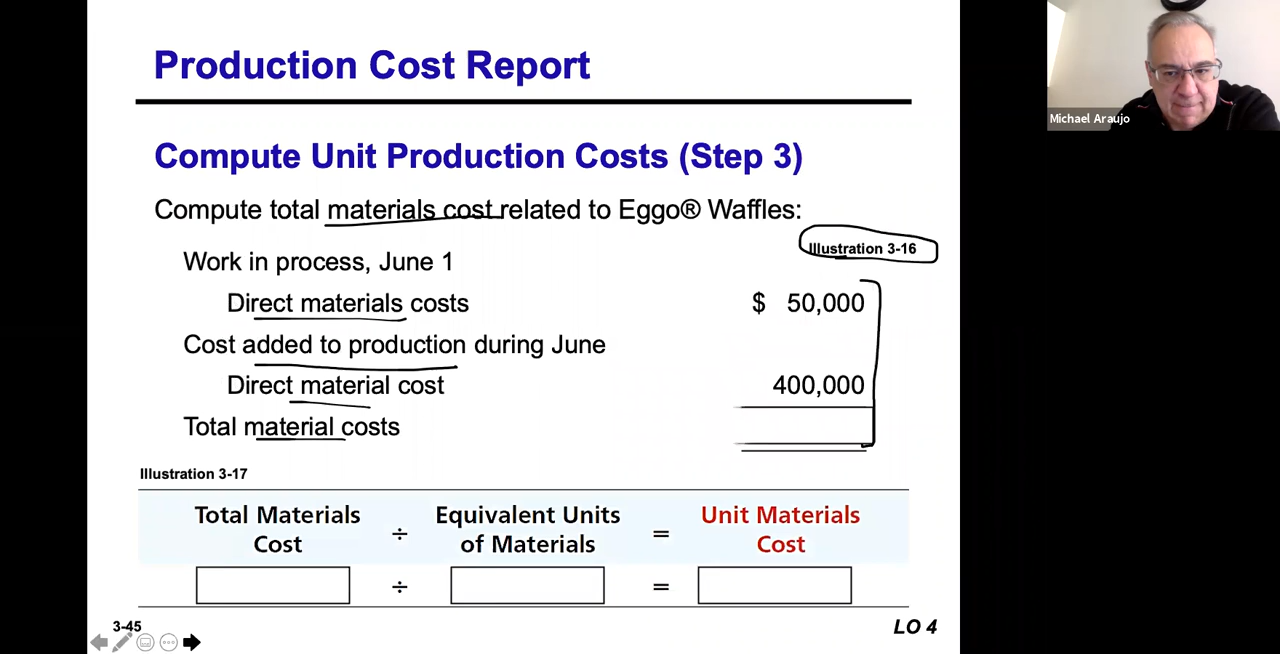 Production Cost Report
Michael Araujo
Compute Unit Production Costs (Step 3)
Compute total materials cost related to Eggo® Waffles:
Illustration 3-16
Work in process, June 1
Direct materials costs $ 50,000
Cost added to production during June
Direct material cost 400,000
Total material costs
Illustration 3-17
Total Materials Cost ÷ Equivalent Units of Materials = Unit Materials Cost
÷ =
3-45
LO 4